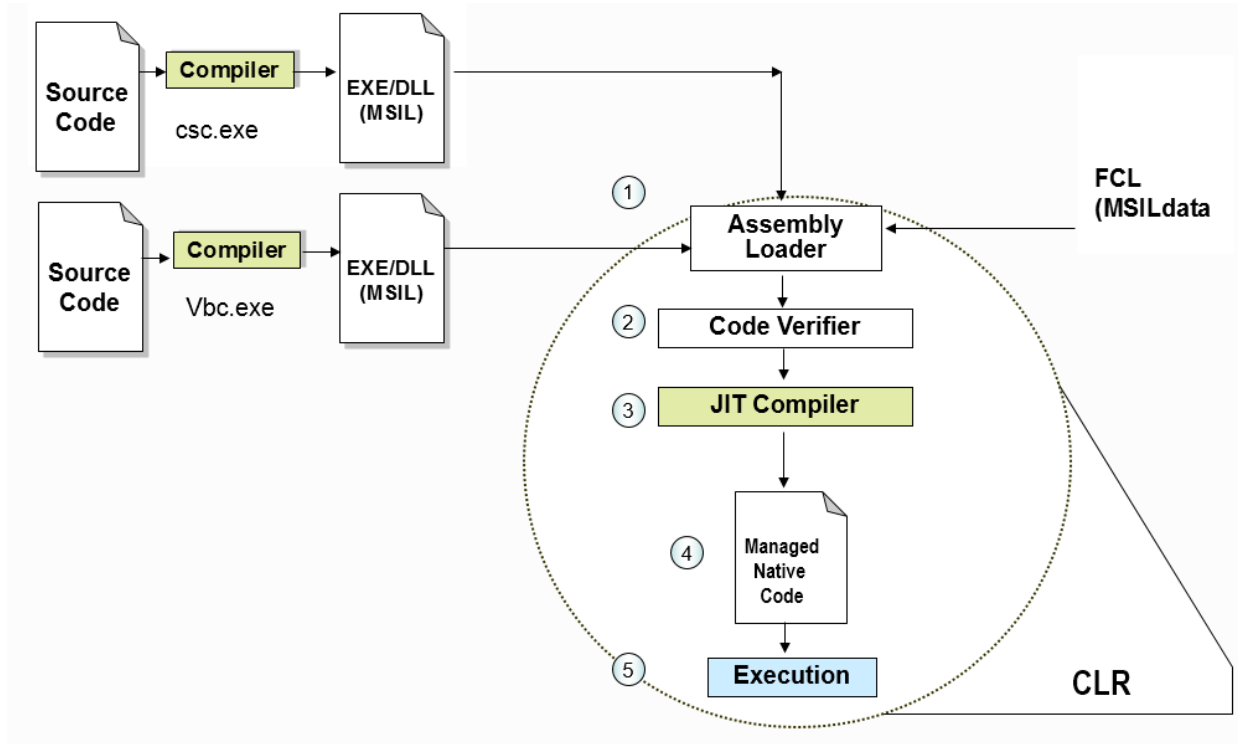 Source
Code
Compiler
csc.exe
EXE/DLL
(MSIL)
Source
Code
Compiler
Vbc.exe
EXE/DLL
(MSIL)
FCL
(MSILdata
1
Assembly
Loader
2
Code Verifier
3
JIT Compiler
4
Managed
Native
Code
5
Execution
CLR